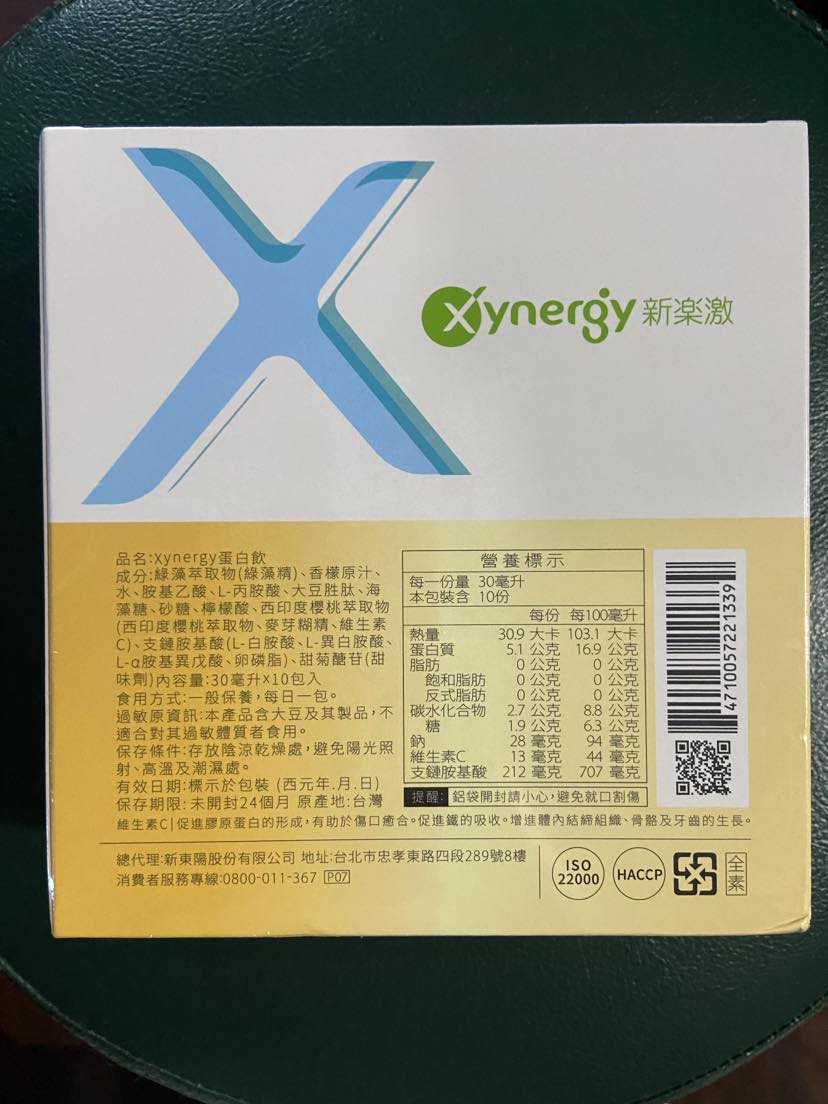 Xynergy 新楽激
品名:Xynergy蛋白飲
成分:綠藻萃取物(綠藻精)、香檬原汁、
水、胺基乙酸、L-丙胺酸、大豆胜肽、海
藻糖、砂糖、檸檬酸、西印度櫻桃萃取物
(西印度櫻桃萃取物、麥芽糊精、維生素
C)、支鏈胺基酸(L-白胺酸、L-異白胺酸、
L-α胺基異戊酸、卵磷脂)、甜菊醣苷(甜
味劑)內容量:30毫升×10包入
食用方式:一般保養,每日一包。
過敏原資訊:本產品含大豆及其製品,不
適合對其過敏體質者食用。
保存條件:存放陰涼乾燥處,避免陽光照
射、高溫及潮濕處。
有效日期:標示於包裝 (西元年.月.日)
保存期限: 未開封24個月 原產地:台灣
營養標示
每一份量 30毫升
本包裝含 10份
每份 每100毫升
熱量 30.9 大卡 103.1 大卡
蛋白質 5.1 公克 16.9 公克
脂肪 0 公克 0 公克
飽和脂肪 0 公克 0 公克
反式脂肪 0 公克 0 公克
碳水化合物 2.7 公克 8.8 公克
糖 1.9 公克 6.3 公克
鈉 28 毫克 94 毫克
維生素C 13 毫克 44 毫克
支鏈胺基酸 212 毫克 707 毫克
提醒: 鋁袋開封請小心,避免就口割傷
4710057221339
維生素C|促進膠原蛋白的形成,有助於傷口癒合。促進鐵的吸收。增進體內結締組織、骨骼及牙齒的生長。
總代理:新東陽股份有限公司 地址:台北市忠孝東路四段289號8樓
消費者服務專線:0800-011-367 P07
ISO
22000
HACCP
全素